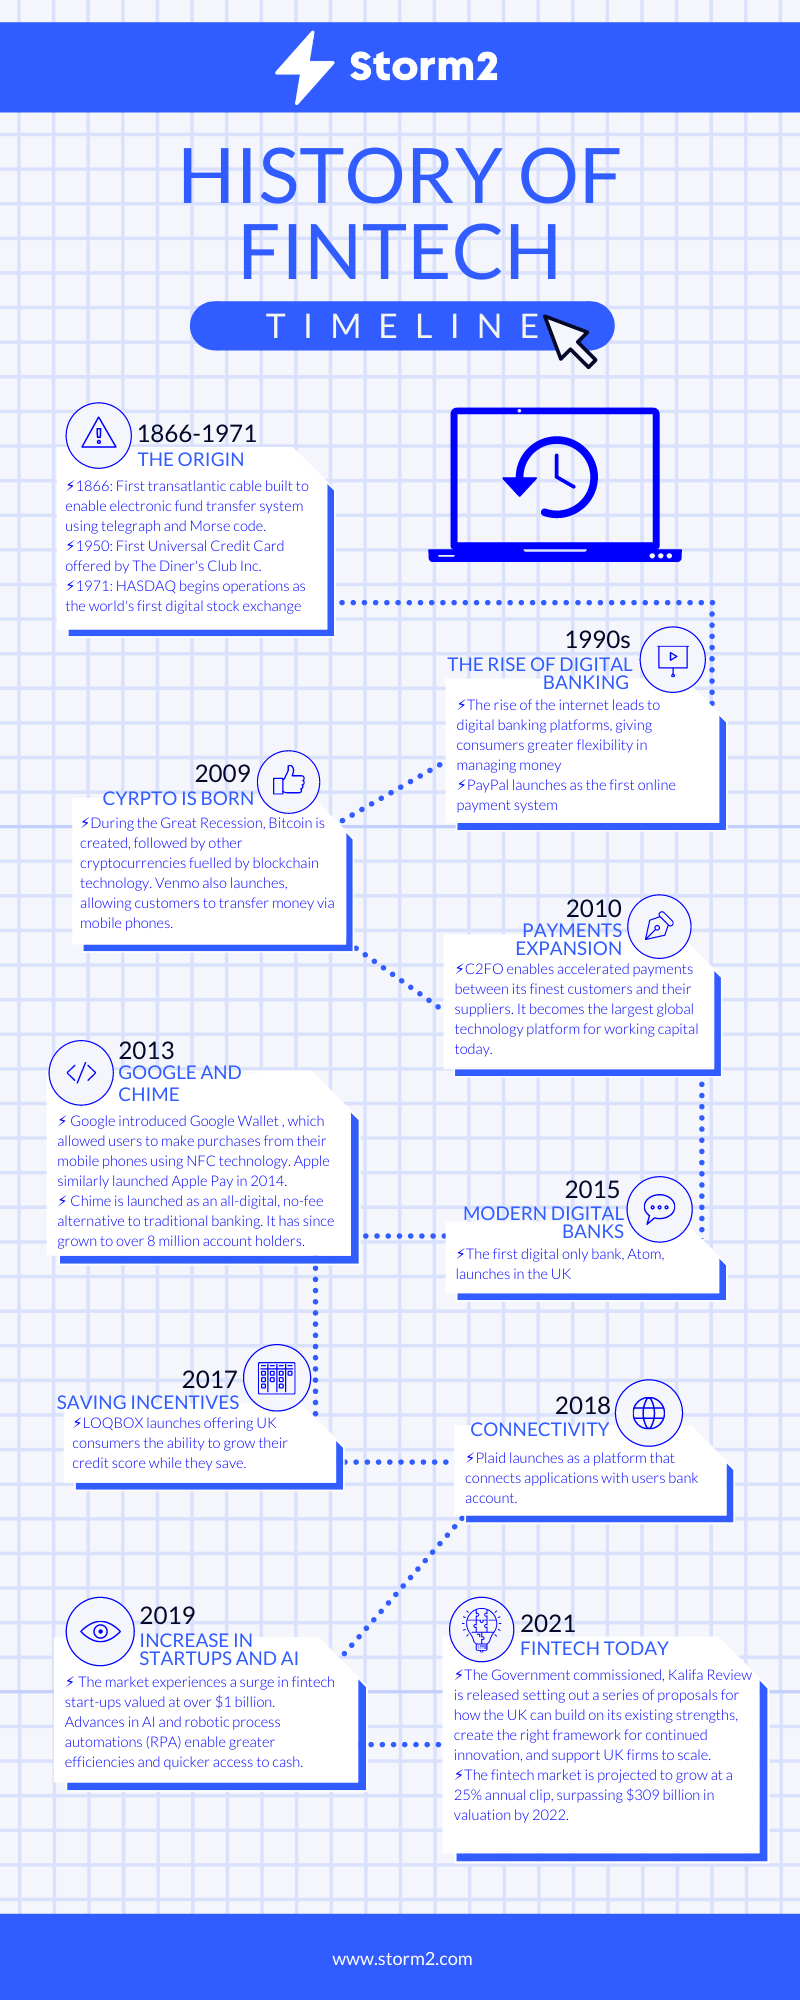 Storm2
HISTORY OF
FINTECH
TIMELINE
1866-1971
THE ORIGIN
⚡1866: First transatlantic cable built to
enable electronic fund transfer system
using telegraph and Morse code.
⚡1950: First Universal Credit Card
offered by The Diner's Club Inc.
⚡1971: HASDAQ begins operations as
the world's first digital stock exchange
1990s
THE RISE OF DIGITAL
BANKING
⚡The rise of the internet leads to
digital banking platforms, giving
consumers greater flexibility in
managing money
⚡PayPal launches as the first online
payment system
2009
CYRPTO IS BORN
⚡During the Great Recession, Bitcoin is
created, followed by other
cryptocurrencies fuelled by blockchain
technology. Venmo also launches,
allowing customers to transfer money via
mobile phones.
2010
PAYMENTS
EXPANSION
⚡C2FO enables accelerated payments
between its finest customers and their
suppliers. It becomes the largest global
technology platform for working capital
today.
2013
GOOGLE AND
CHIME
⚡ Google introduced Google Wallet , which
allowed users to make purchases from their
mobile phones using NFC technology. Apple
similarly launched Apple Pay in 2014.
⚡ Chime is launched as an all-digital, no-fee
alternative to traditional banking. It has since
grown to over 8 million account holders.
2015
MODERN DIGITAL
BANKS
⚡The first digital only bank, Atom,
launches in the UK
2017
SAVING INCENTIVES
⚡LOQBOX launches offering UK
consumers the ability to grow their
credit score while they save.
2018
CONNECTIVITY
⚡Plaid launches as a platform that
connects applications with users bank
account.
2019
INCREASE IN
STARTUPS AND AI
⚡ The market experiences a surge in fintech
start-ups valued at over $1 billion.
Advances in AI and robotic process
automations (RPA) enable greater
efficiencies and quicker access to cash.
2021
FINTECH TODAY
⚡The Government commissioned, Kalifa Review
is released setting out a series of proposals for
how the UK can build on its existing strengths,
create the right framework for continued
innovation, and support UK firms to scale.
⚡The fintech market is projected to grow at a
25% annual clip, surpassing $309 billion in
valuation by 2022.
www.storm2.com